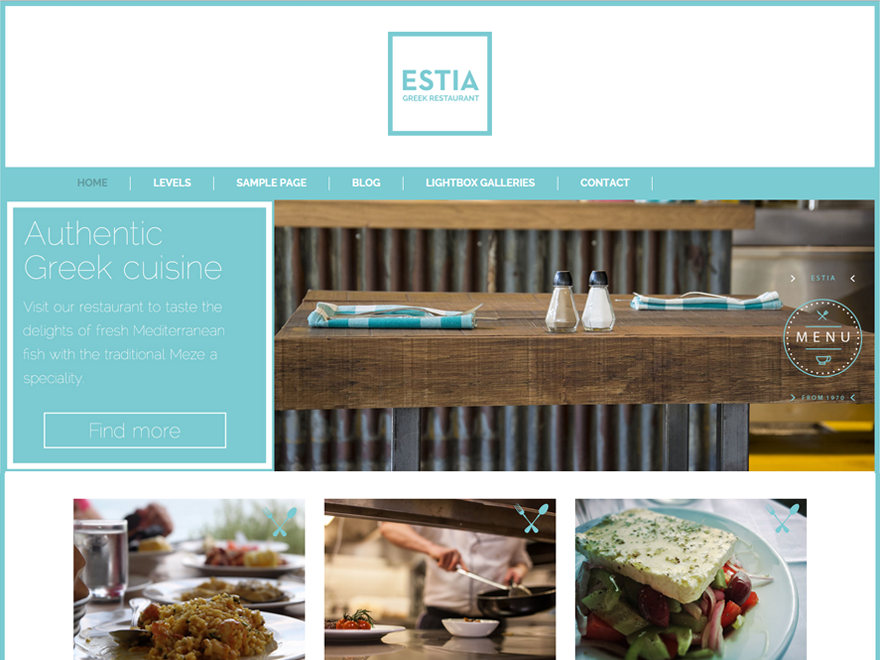 ESTIA
GREEK RESTAURANT
HOME
LEVELS
SAMPLE PAGE
BLOG
LIGHTBOX GALLERIES
CONTACT
Authentic
Greek cuisine
Visit our restaurant to taste the
delights of fresh Mediterranean
fish with the traditional Meze a
speciality
Find more
ESTIA
MENU
FROM 1970